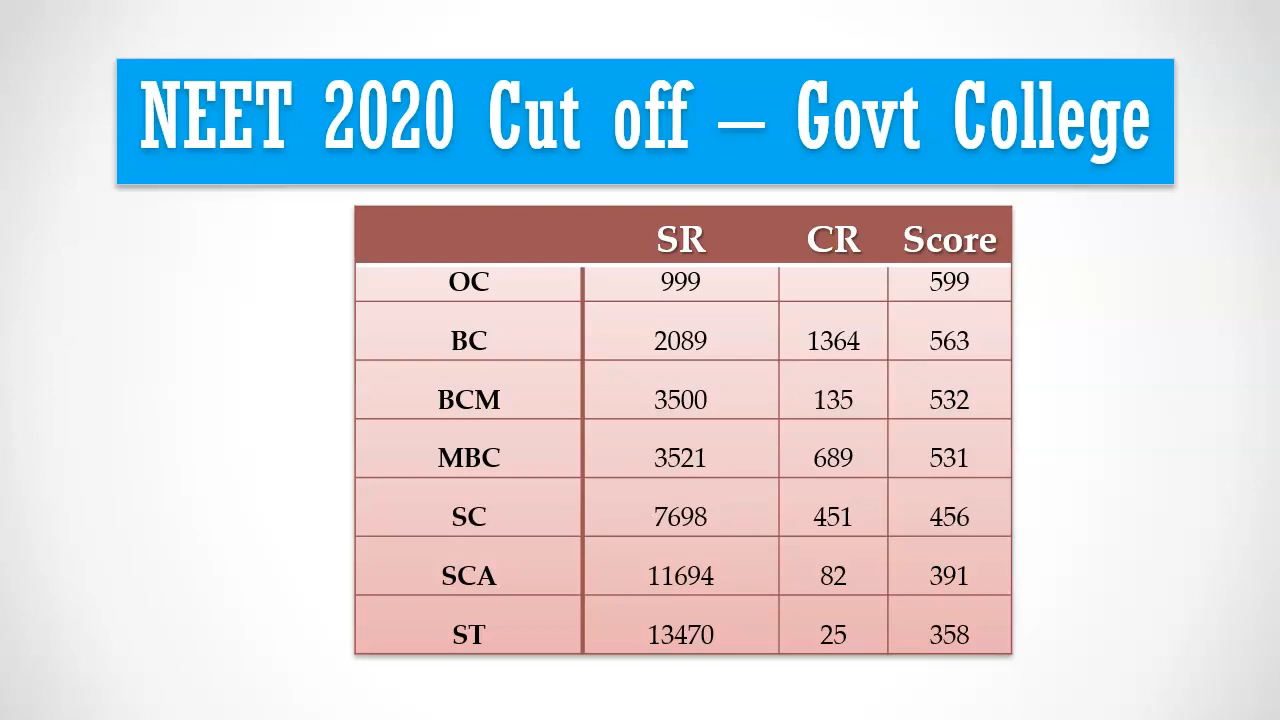 NEET 2020 Cut off – Govt College
SR CR Score
OC 999 599
BC 2089 1364 563
BCM 3500 135 532
MBC 3521 689 531
SC 7698 451 456
SCA 11694 82 391
ST 13470 25 358